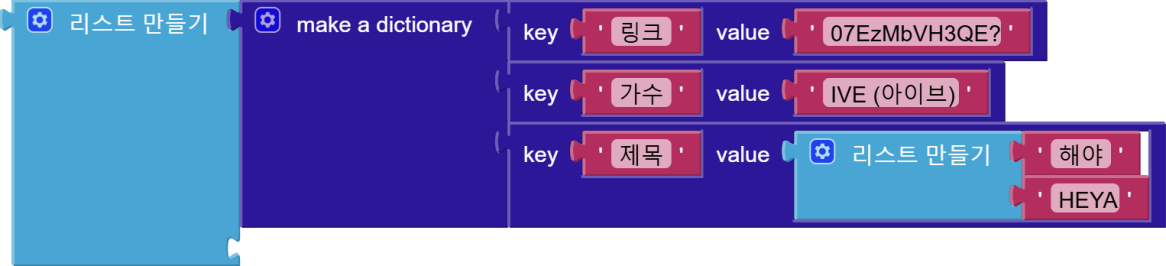 리스트 만들기 make a dictionary key ' 링크 ' value ' 07EzMbVH3QE? '
key ' 가수 ' value ' IVE (아이브) '
key ' 제목 ' value 리스트 만들기 ' 해야 '
' HEYA '